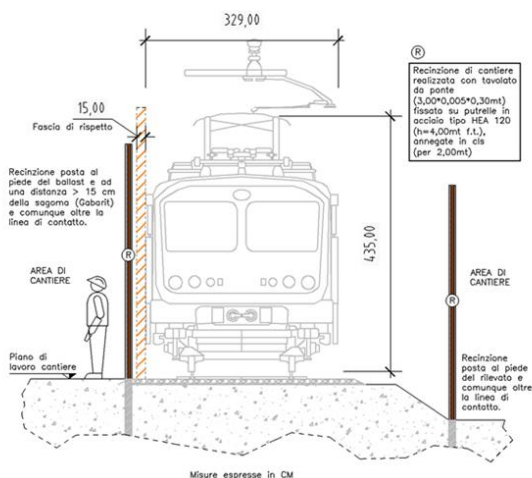 329,00
R
Recinzione di cantiere
realizzata con tavolato
da ponte
(3,00*0,005*0,30mt)
fissato su putrelle in
acciaio tipo HEA 120
(h=4,00mt f.t.),
annegate in cls
(per 2,00mt)
15,00
Fascia di rispetto
Recinzione posta al
piede del ballast e ad
una distanza > 15 cm
della sagoma (Gabarit)
e comunque oltre la
linea di contatto.
435,00
R
AREA DI
CANTIERE
AREA DI
CANTIERE
R
Piano di
lavoro cantiere
Recinzione
posta al piede
del rilevato e
comunque oltre
la linea di
contatto.
Misure espresse in CM